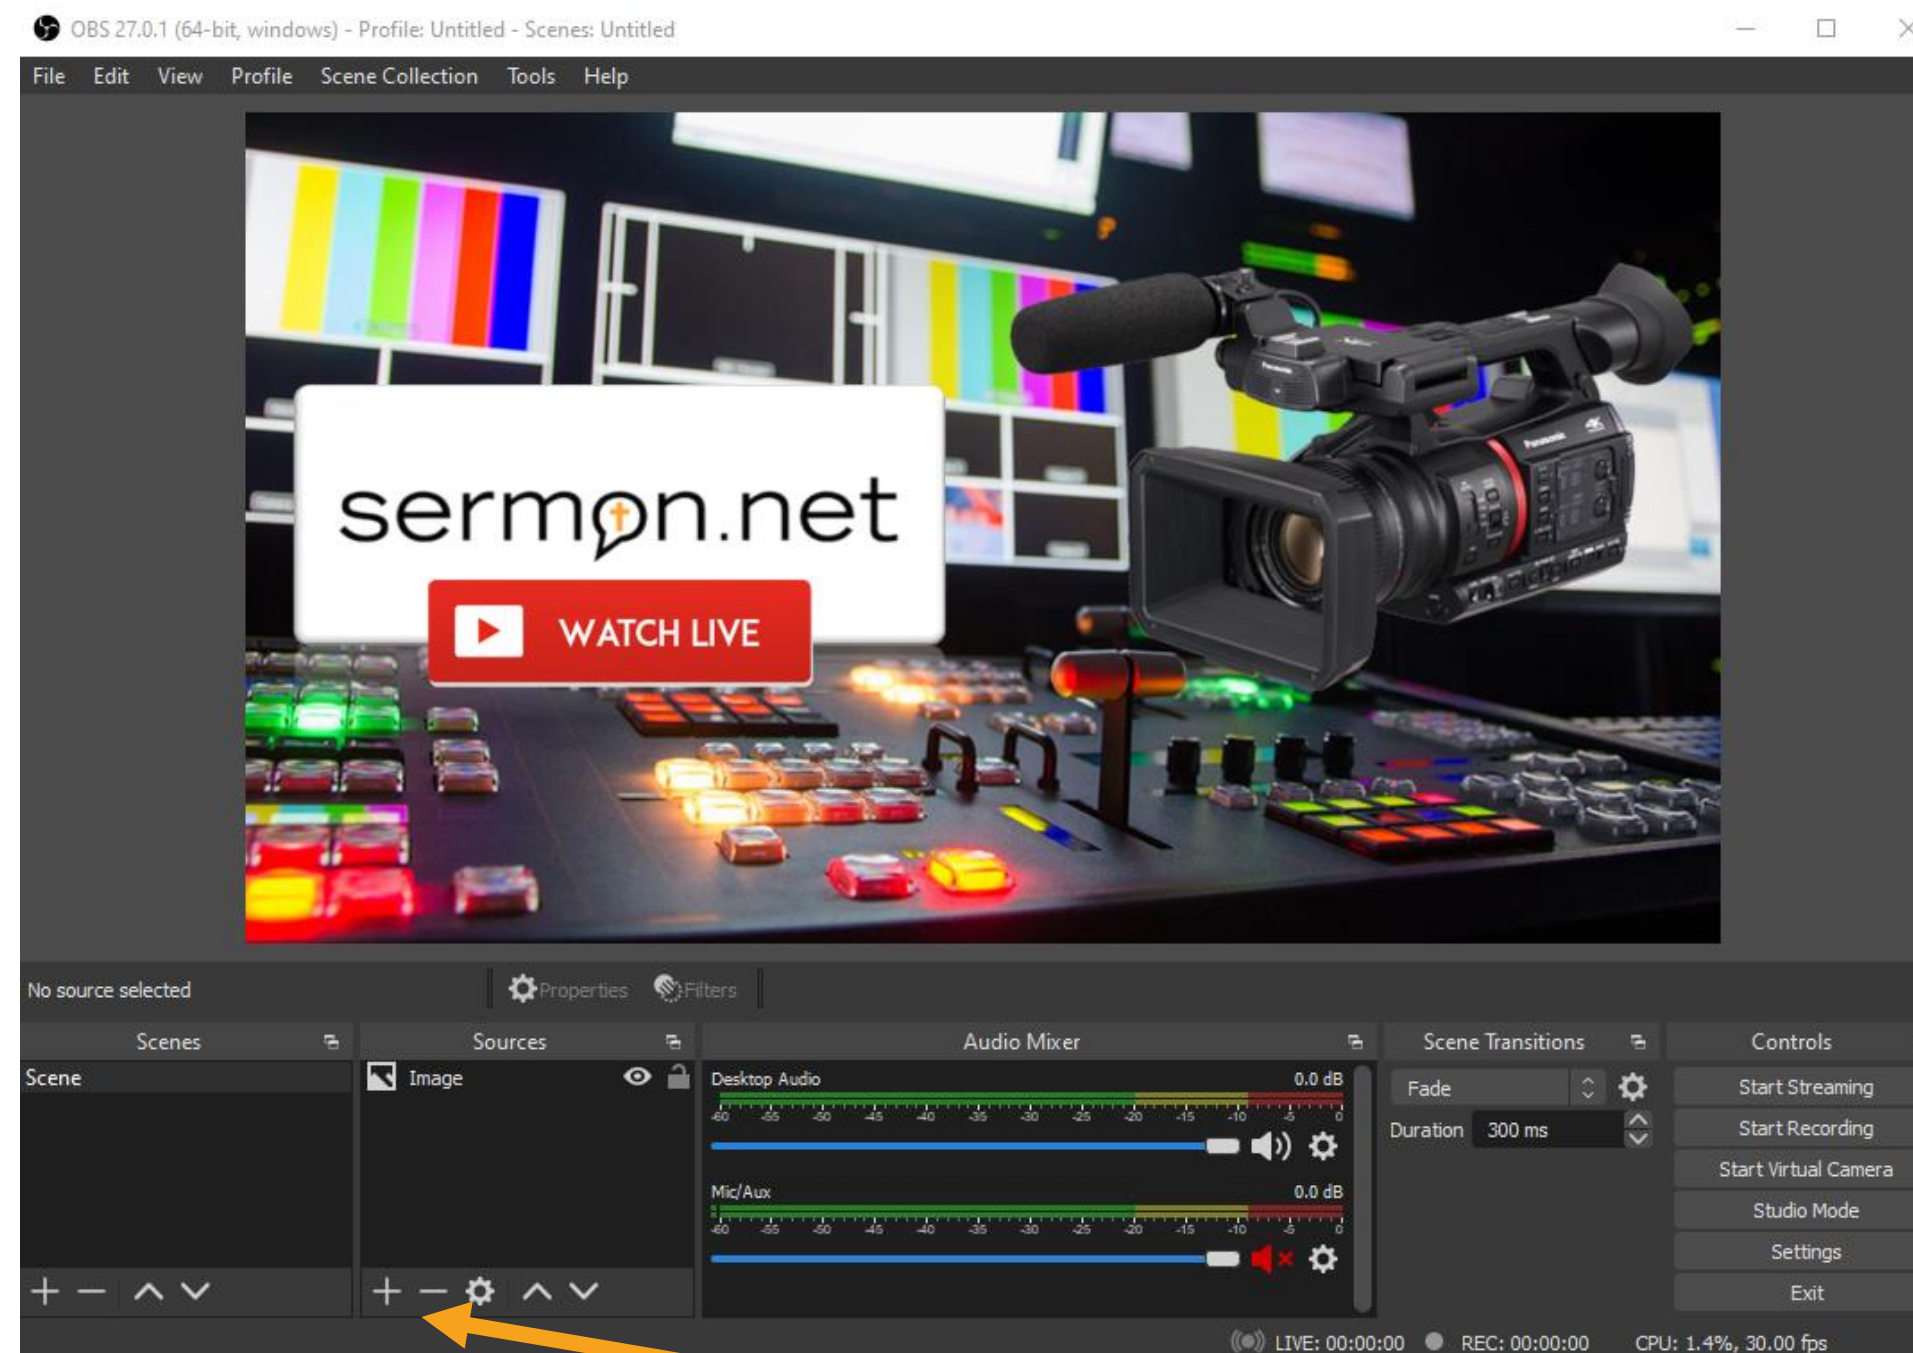 OBS 27.0.1 (64-bit, windows) - Profile: Untitled - Scenes: Untitled
File Edit View Profile Scene Collection Tools Help
sermon.net
WATCH LIVE
Panasonic
4K
No source selected
Properties Filters
Scenes Sources Audio Mixer Scene Transitions Controls
Scene
Image
Desktop Audio 0.0 dB
-60 -55 -50 -45 -40 -35 -30 -25 -20 -15 -10 -5 0
Mic/Aux 0.0 dB
-60 -55 -50 -45 -40 -35 -30 -25 -20 -15 -10 -5 0
Fade
Duration 300 ms
Start Streaming
Start Recording
Start Virtual Camera
Studio Mode
Settings
Exit
LIVE: 00:00:00 REC: 00:00:00 CPU: 1.4%, 30.00 fps